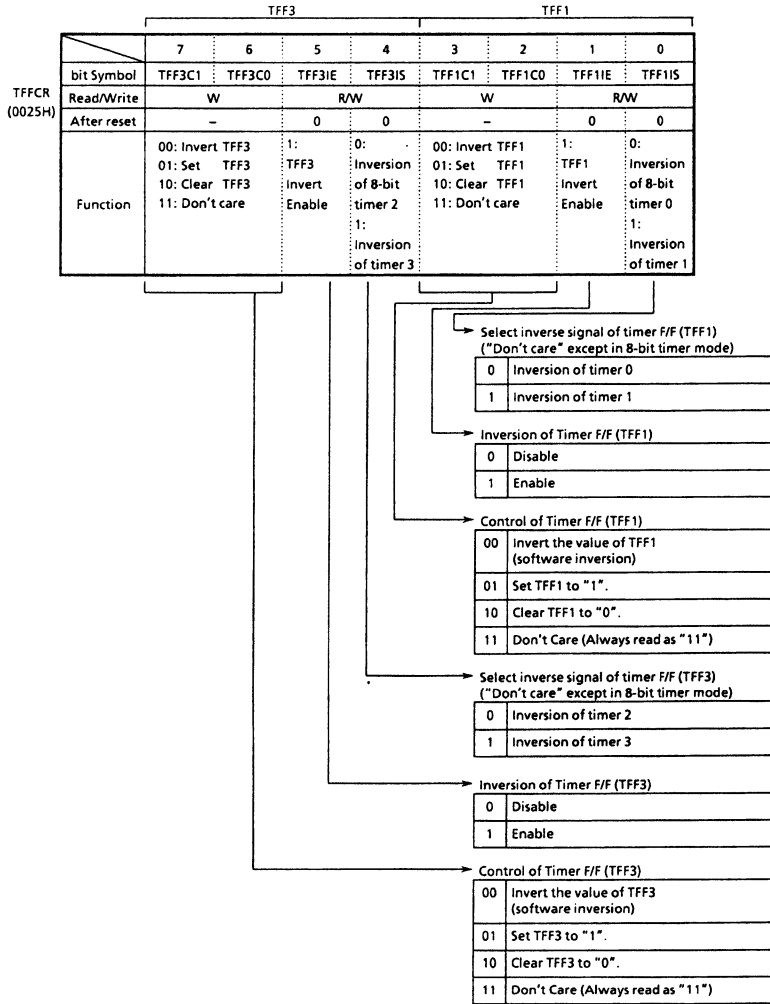 TFF3 TFF1
7 6 5 4 3 2 1 0
bit Symbol TFF3C1 TFF3C0 TFF3IE TFF3IS TFF1C1 TFF1C0 TFF1IE TFF1IS
TFFCR
(0025H)
Read/Write W R/W W R/W
After reset – 0 0 – 0 0
Function
00: Invert TFF3
01: Set TFF3
10: Clear TFF3
11: Don't care
1:
TFF3
Invert
Enable
0:
Inversion
of 8-bit
timer 2
1:
Inversion
of timer 3
00: Invert TFF1
01: Set TFF1
10: Clear TFF1
11: Don't care
1:
TFF1
Invert
Enable
0:
Inversion
of 8-bit
timer 0
1:
Inversion
of timer 1
Select inverse signal of timer F/F (TFF1)
("Don't care" except in 8-bit timer mode)
0 Inversion of timer 0
1 Inversion of timer 1
Inversion of Timer F/F (TFF1)
0 Disable
1 Enable
Control of Timer F/F (TFF1)
00 Invert the value of TFF1
(software inversion)
01 Set TFF1 to "1".
10 Clear TFF1 to "0".
11 Don't Care (Always read as "11")
Select inverse signal of timer F/F (TFF3)
("Don't care" except in 8-bit timer mode)
0 Inversion of timer 2
1 Inversion of timer 3
Inversion of Timer F/F (TFF3)
0 Disable
1 Enable
Control of Timer F/F (TFF3)
00 Invert the value of TFF3
(software inversion)
01 Set TFF3 to "1".
10 Clear TFF3 to "0".
11 Don't Care (Always read as "11")